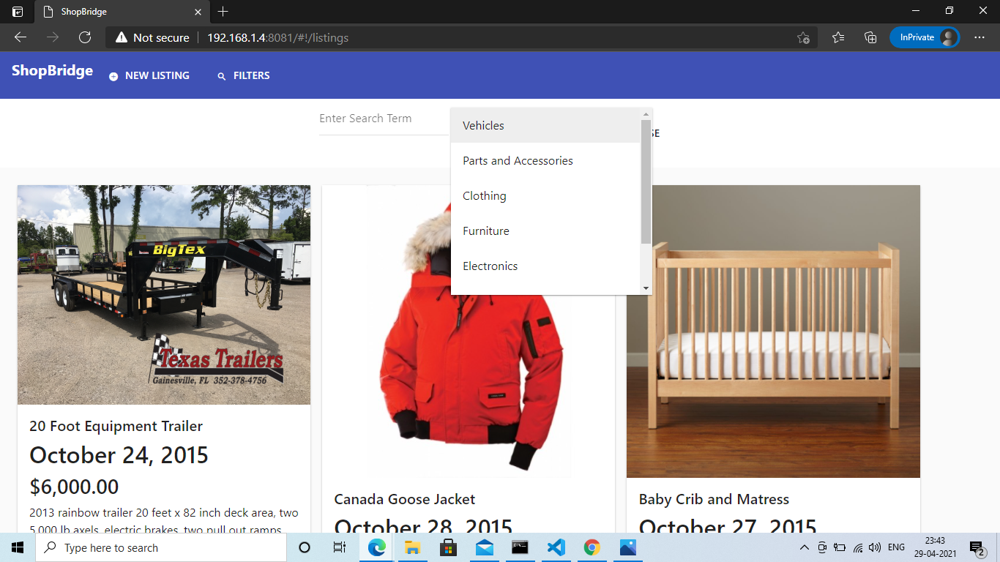 ShopBridge
Not secure
192.168.1.4:8081/#!/listings
InPrivate
ShopBridge
NEW LISTING
FILTERS
Enter Search Term
Vehicles
SE
Parts and Accessories
Clothing
Furniture
Electronics
BigTex
Texas Trailers
Gainesville, FL 352-378-4756
20 Foot Equipment Trailer
October 24, 2015
$6,000.00
2013 rainbow trailer 20 feet x 82 inch deck area, two
5,000 lb axels, electric brakes, two pull out ramps,
Canada Goose Jacket
October 28, 2015
Baby Crib and Matress
October 27, 2015
Type here to search
ENG
23:43
29-04-2021
2